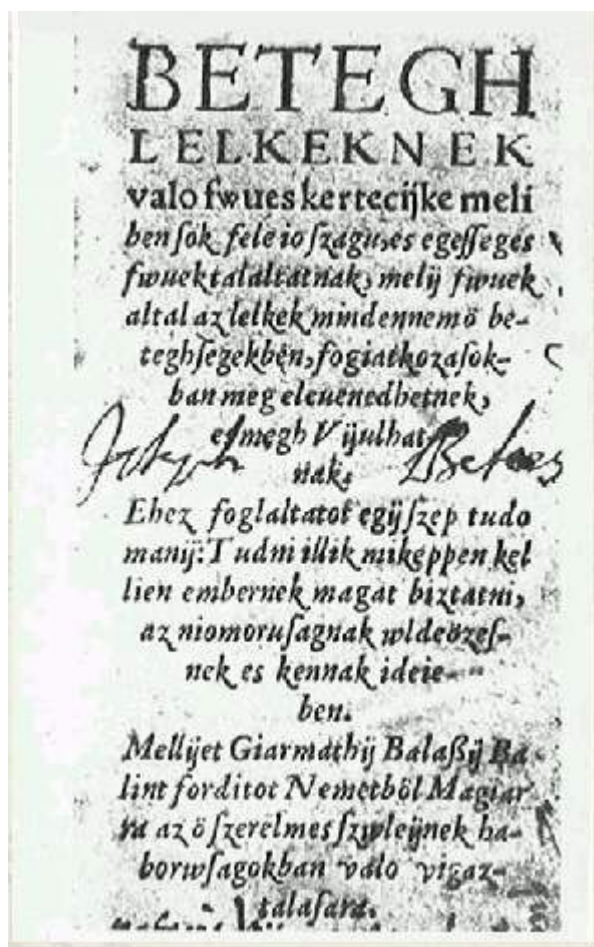 BETEGH
LELKEKNEK
valo fwues kertecijke meli
ben ſok fele io ſzagu, es egeſſeges
fwuek talaltatnak, melij fwuek
altal az lelkek mindennemö be-
teghſegekben, fogiatkozaſok-
ban meg eleuenedhetnek,
eſ megh Vijulhat-
nak.
Ehez foglaltatot egij ſzep tudo
manij: Tudni illik mikeppen kel
lien embernek magat biztatni,
az niomoruſagnak wldeözeſ-
nek es kennak ideie-
ben.
Mellijet Giarmathij Balaßij Ba
lint forditot Nemetböl Magiar
ra az ö ſzerelmes ſzwleijnek ha-
borwſagokban valo vigaz-
talaſara.